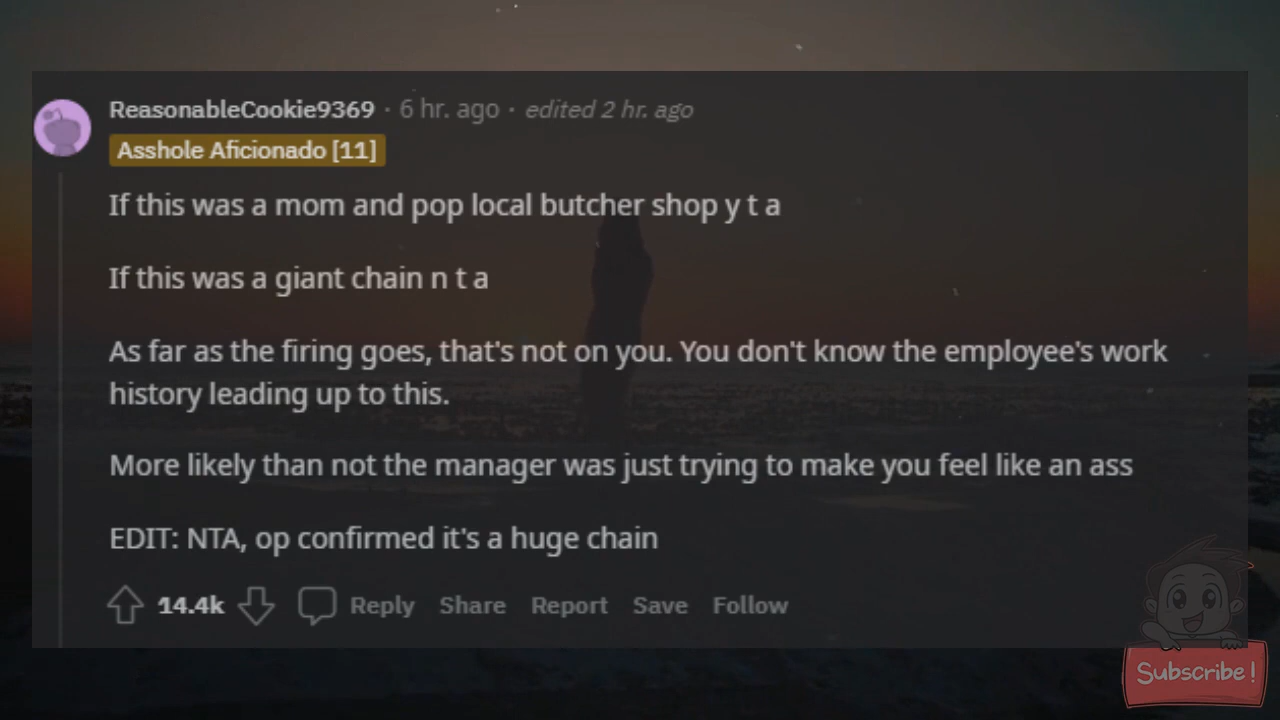 ReasonableCookie9369 · 6 hr. ago · edited 2 hr. ago
Asshole Aficionado [11]
If this was a mom and pop local butcher shop y t a
If this was a giant chain n t a
As far as the firing goes, that's not on you. You don't know the employee's work
history leading up to this.
More likely than not the manager was just trying to make you feel like an ass
EDIT: NTA, op confirmed it's a huge chain
14.4k Reply Share Report Save Follow
Subscribe!